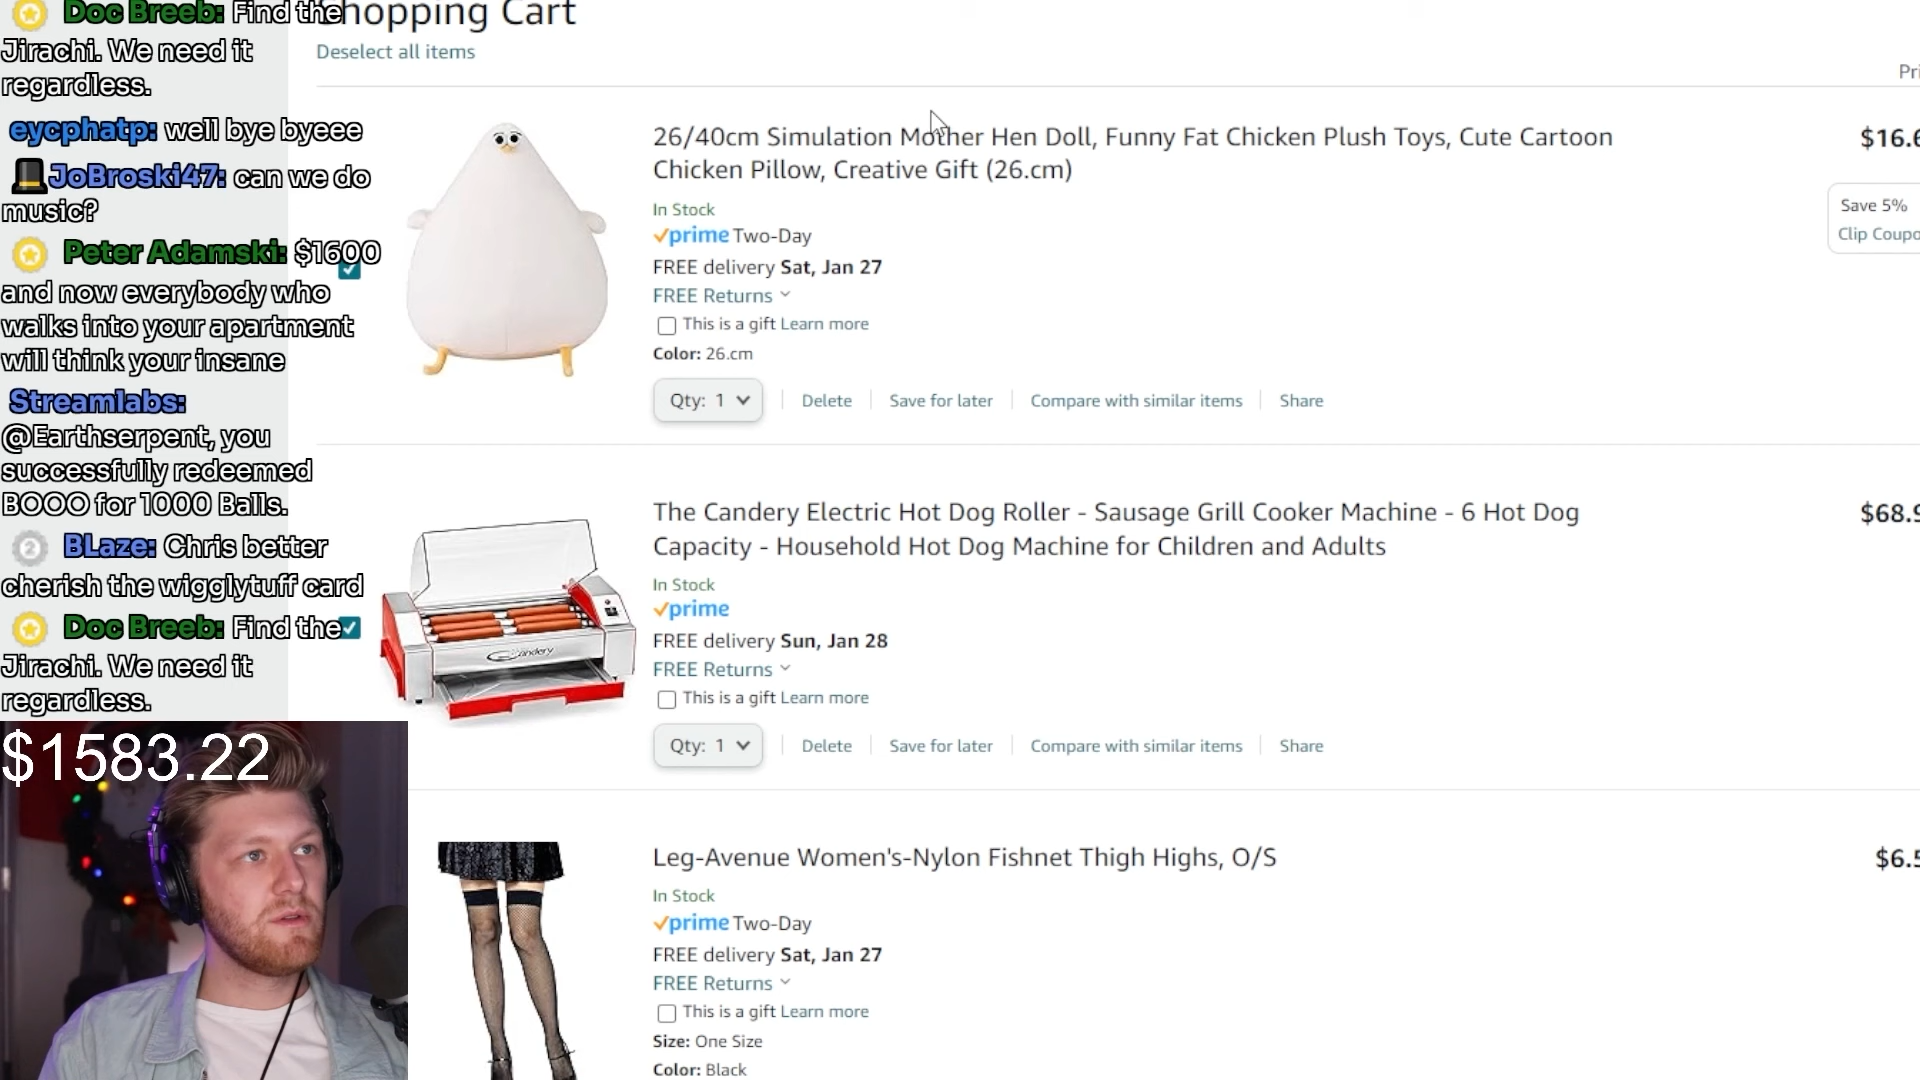 Doc Breeb: Find the
Jirachi. We need it
regardless.
eycphatp: well bye byeee
JoBroski47: can we do
music?
Peter Adamski: $1600
and now everybody who
walks into your apartment
will think your insane
Streamlabs:
@Earthserpent, you
successfully redeemed
BOOO for 1000 Balls.
2 BLaze: Chris better
cherish the wigglytuff card
Doc Breeb: Find the
Jirachi. We need it
regardless.
$1583.22
Shopping Cart
Deselect all items
Pri
26/40cm Simulation Mother Hen Doll, Funny Fat Chicken Plush Toys, Cute Cartoon
Chicken Pillow, Creative Gift (26.cm)
$16.6
In Stock
prime Two-Day
Save 5%
Clip Coupo
FREE delivery Sat, Jan 27
FREE Returns
This is a gift Learn more
Color: 26.cm
Qty: 1 Delete Save for later Compare with similar items Share
The Candery Electric Hot Dog Roller - Sausage Grill Cooker Machine - 6 Hot Dog
Capacity - Household Hot Dog Machine for Children and Adults
$68.9
In Stock
prime
FREE delivery Sun, Jan 28
FREE Returns
This is a gift Learn more
Candery
Qty: 1 Delete Save for later Compare with similar items Share
Leg-Avenue Women's-Nylon Fishnet Thigh Highs, O/S
$6.5
In Stock
prime Two-Day
FREE delivery Sat, Jan 27
FREE Returns
This is a gift Learn more
Size: One Size
Color: Black